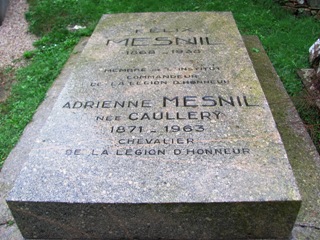 FÉLIX
MESNIL
1868 - 1938
MEMBRE DE L'INSTITUT
COMMANDEUR
DE LA LÉGION D'HONNEUR
ADRIENNE MESNIL
NÉE CAULLERY
1871 - 1963
CHEVALIER
DE LA LÉGION D'HONNEUR